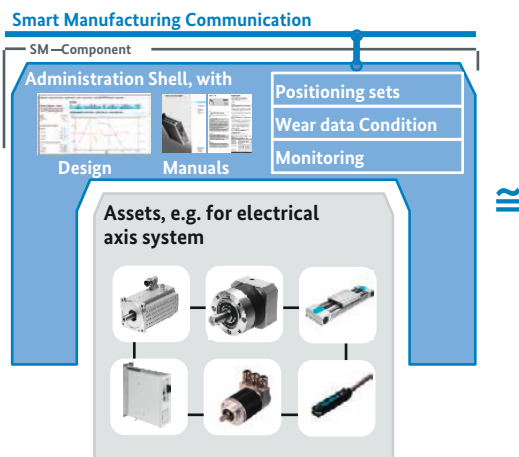 Smart Manufacturing Communication
SM—Component
Administration Shell, with
Positioning sets
Wear data Condition
Monitoring
Design
Manuals
Assets, e.g. for electrical
axis system
≅